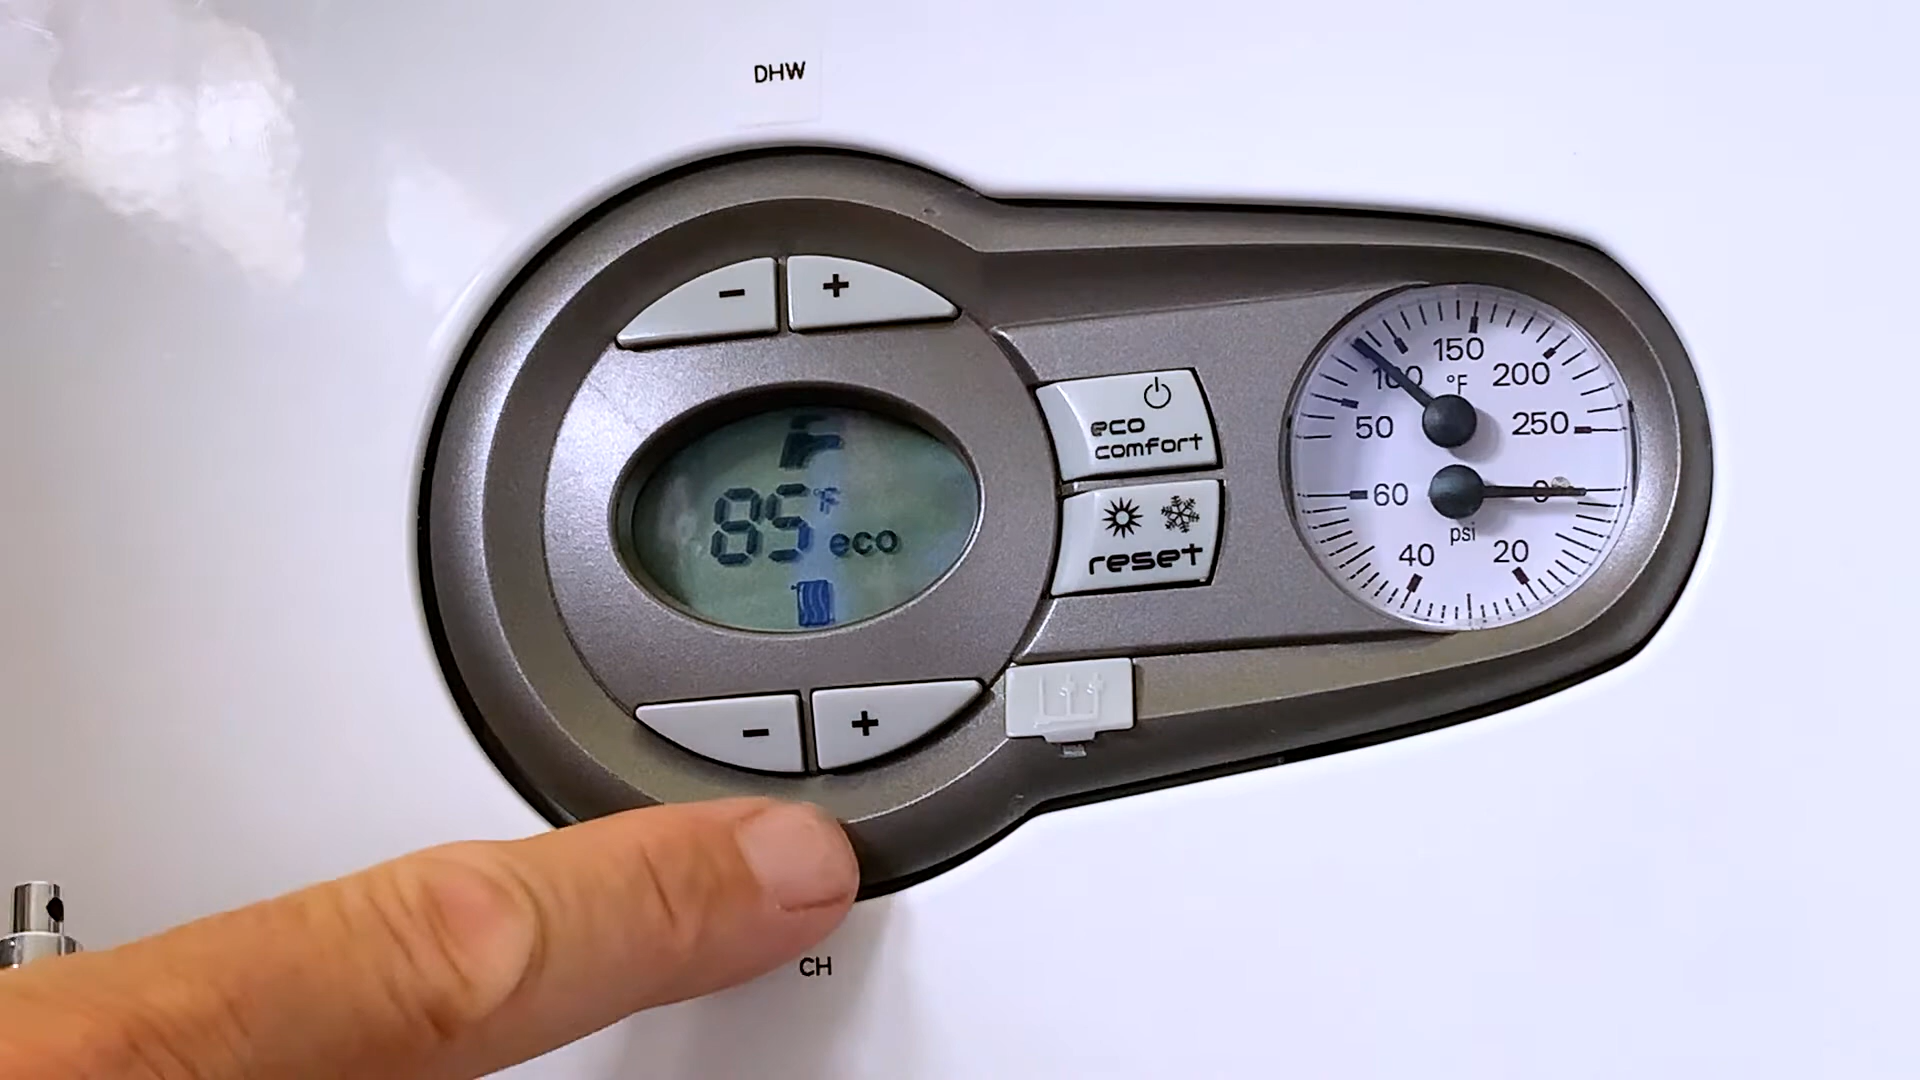 DHW
- +
85 °F
eco
eco
comfort
reset
- +
50 100 150 200 250
°F
60 40 20 0
psi
CH